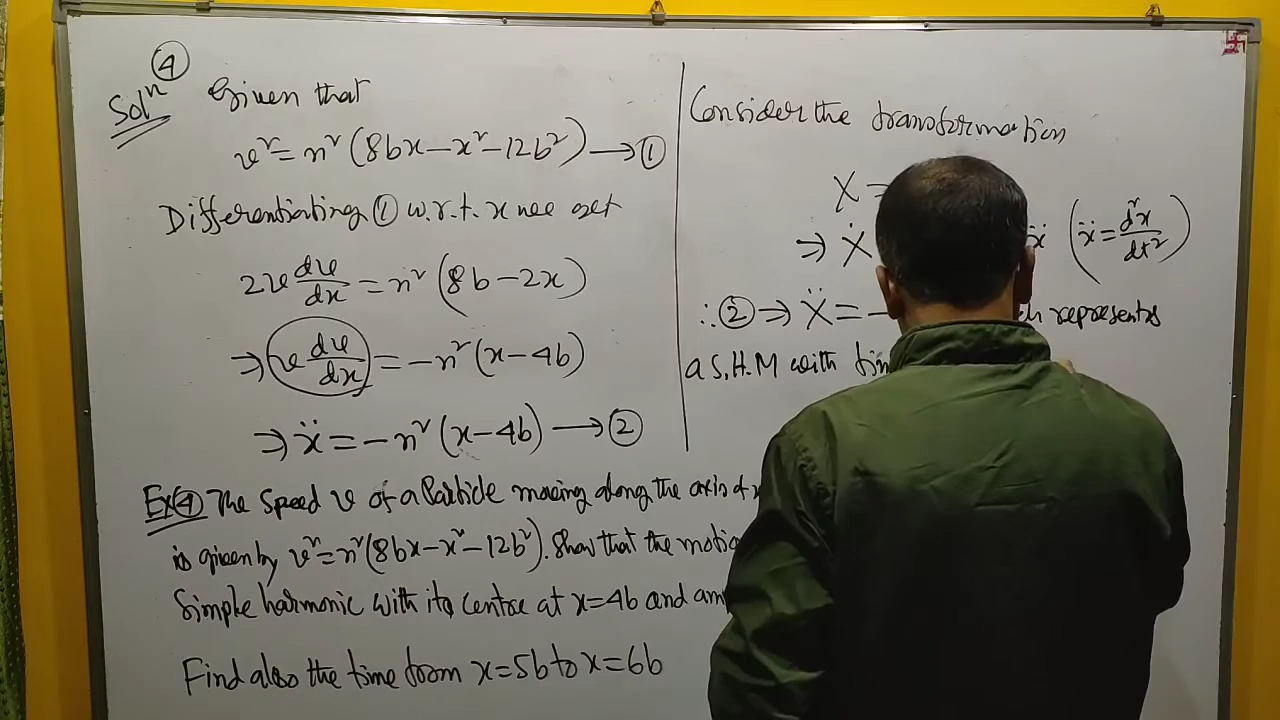 Solⁿ ④ Given that
v² = n² (8bx – x² – 12b²) → ①
Differentiating ① w.r.t. x we get
2v dv/dx = n² (8b – 2x)
⇒ v dv/dx = – n² (x – 4b)
⇒ ẍ = – n² (x – 4b) → ②
Ex④ The speed v of a Particle moving along the axis of
is given by v² = n² (8bx – x² – 12b²). Show that the
Simple harmonic with its centre at x = 4b and
Find also the time from x = 5b to x = 6b
Consider the transformation
X =
⇒ Ẋ ẍ (ẍ = d²x/dt²)
∴ ② ⇒ Ẍ = – represents
a S.H.M with